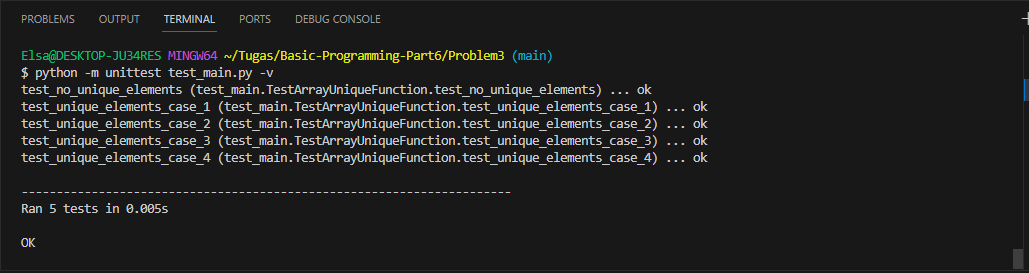 PROBLEMS OUTPUT TERMINAL PORTS DEBUG CONSOLE
Elsa@DESKTOP-JU34RES MINGW64 ~/Tugas/Basic-Programming-Part6/Problem3 (main)
$ python -m unittest test_main.py -v
test_no_unique_elements (test_main.TestArrayUniqueFunction.test_no_unique_elements) ... ok
test_unique_elements_case_1 (test_main.TestArrayUniqueFunction.test_unique_elements_case_1) ... ok
test_unique_elements_case_2 (test_main.TestArrayUniqueFunction.test_unique_elements_case_2) ... ok
test_unique_elements_case_3 (test_main.TestArrayUniqueFunction.test_unique_elements_case_3) ... ok
test_unique_elements_case_4 (test_main.TestArrayUniqueFunction.test_unique_elements_case_4) ... ok
----------------------------------------------------------------------
Ran 5 tests in 0.005s
OK